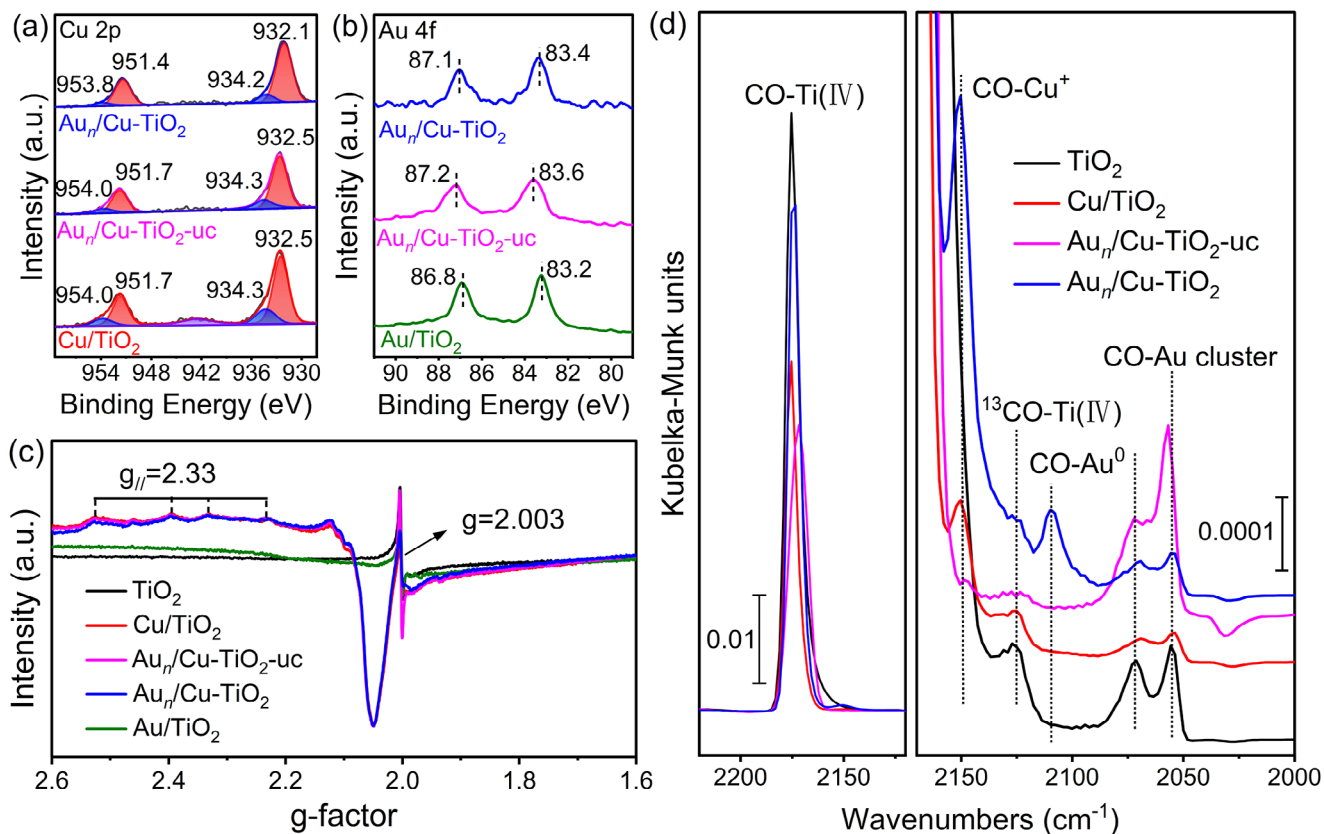 (a)
Cu 2p
932.1
951.4
953.8
934.2
Auₙ/Cu-TiO₂
932.5
951.7
954.0
934.3
Auₙ/Cu-TiO₂-uc
932.5
951.7
954.0
934.3
Cu/TiO₂
Intensity (a.u.)
954 948 942 936 930
Binding Energy (eV)
(b)
Au 4f
87.1
83.4
Auₙ/Cu-TiO₂
87.2
83.6
Auₙ/Cu-TiO₂-uc
86.8
83.2
Au/TiO₂
Intensity (a.u.)
90 88 86 84 82 80
Binding Energy (eV)
(c)
g//=2.33
g=2.003
TiO₂
Cu/TiO₂
Auₙ/Cu-TiO₂-uc
Auₙ/Cu-TiO₂
Au/TiO₂
Intensity (a.u.)
2.6 2.4 2.2 2.0 1.8 1.6
g-factor
(d)
CO-Ti(Ⅳ)
0.01
Kubelka-Munk units
CO-Cu⁺
TiO₂
Cu/TiO₂
Auₙ/Cu-TiO₂-uc
Auₙ/Cu-TiO₂
CO-Au cluster
¹³CO-Ti(Ⅳ)
CO-Au⁰
0.0001
2200 2150 2150 2100 2050 2000
Wavenumbers (cm⁻¹)